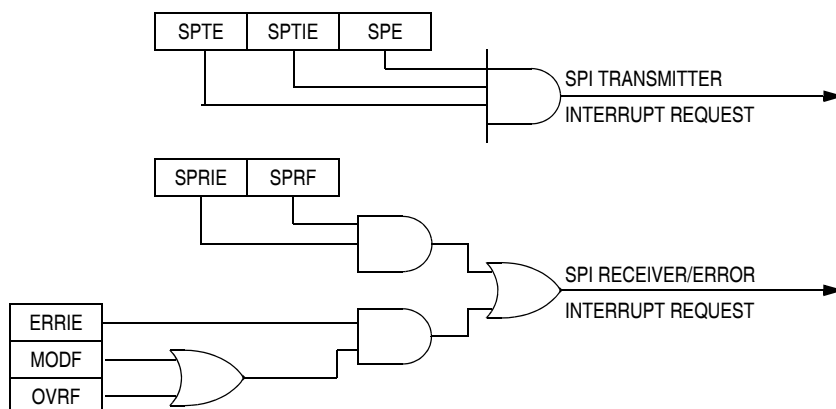 SPTE SPTIE SPE
SPI TRANSMITTER
INTERRUPT REQUEST
SPRIE SPRF
SPI RECEIVER/ERROR
INTERRUPT REQUEST
ERRIE
MODF
OVRF